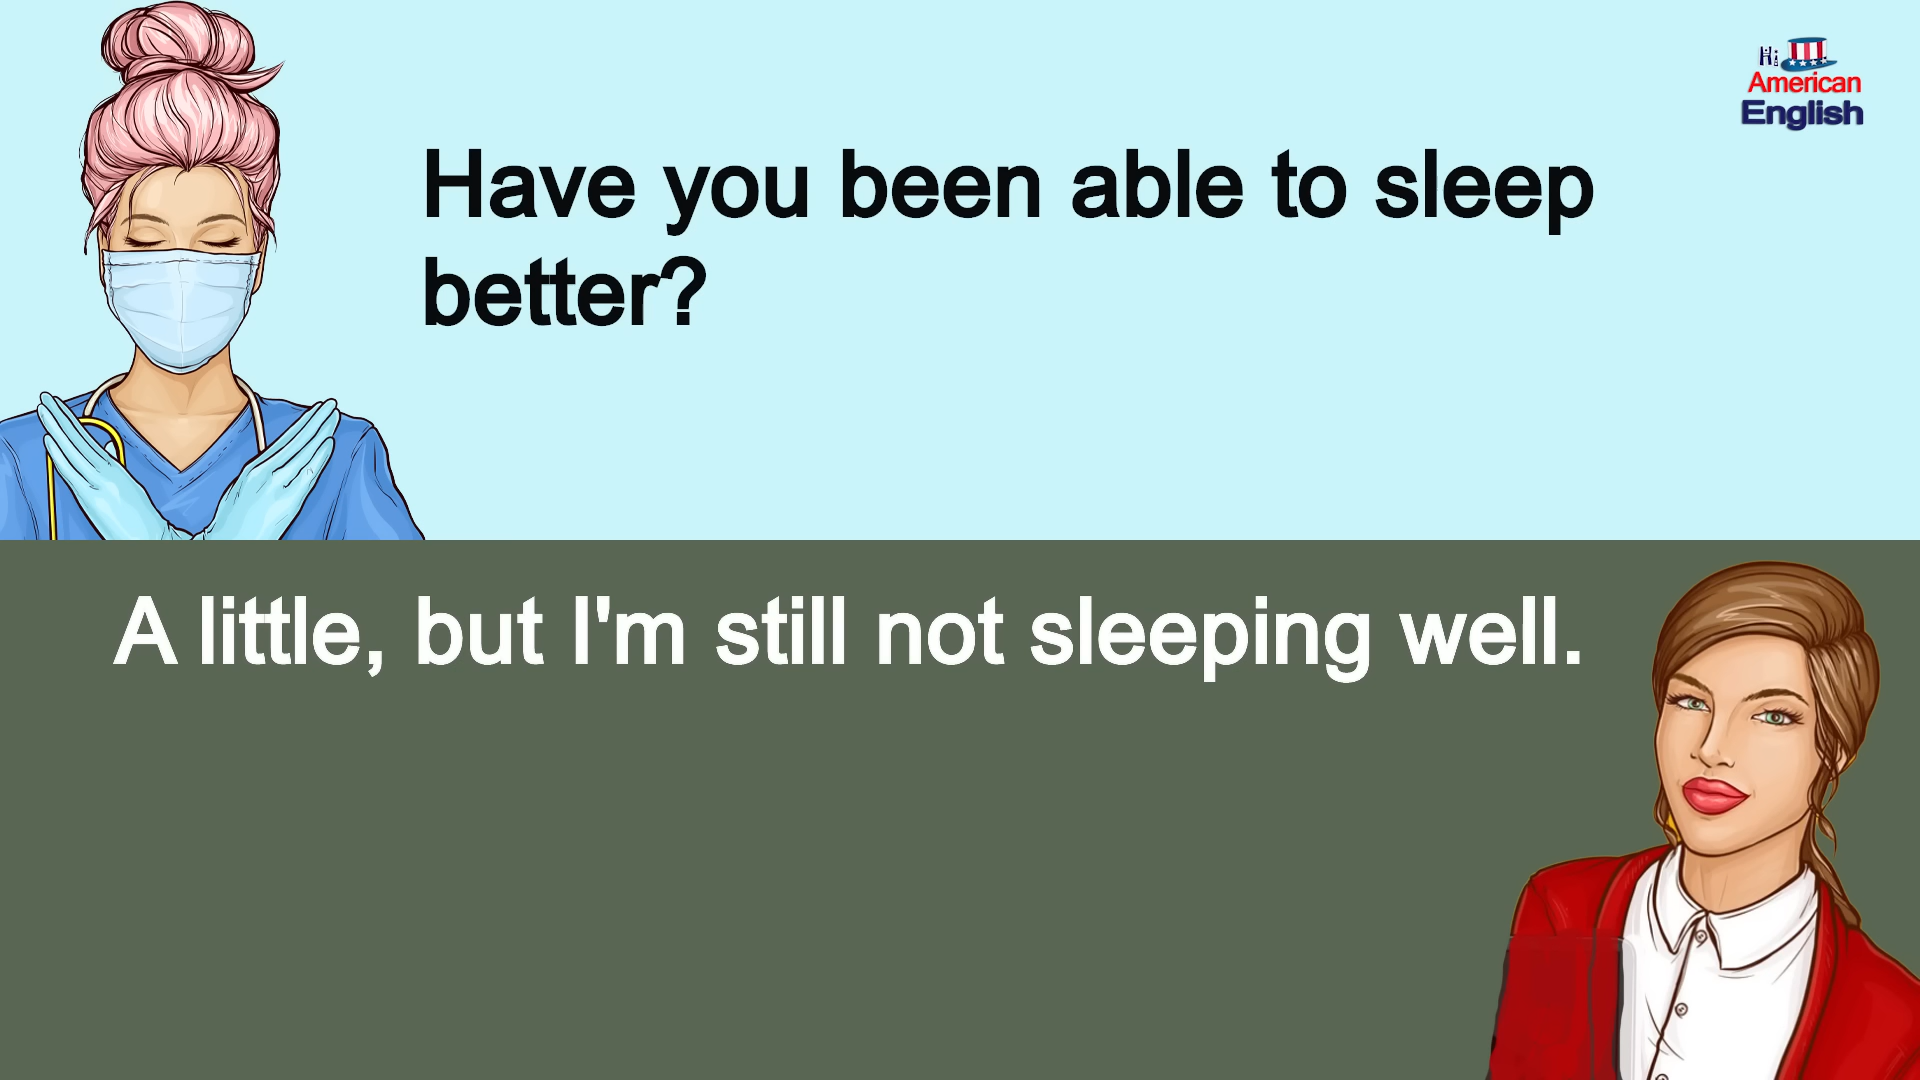 Hi
American
English
Have you been able to sleep
better?
A little, but I'm still not sleeping well.